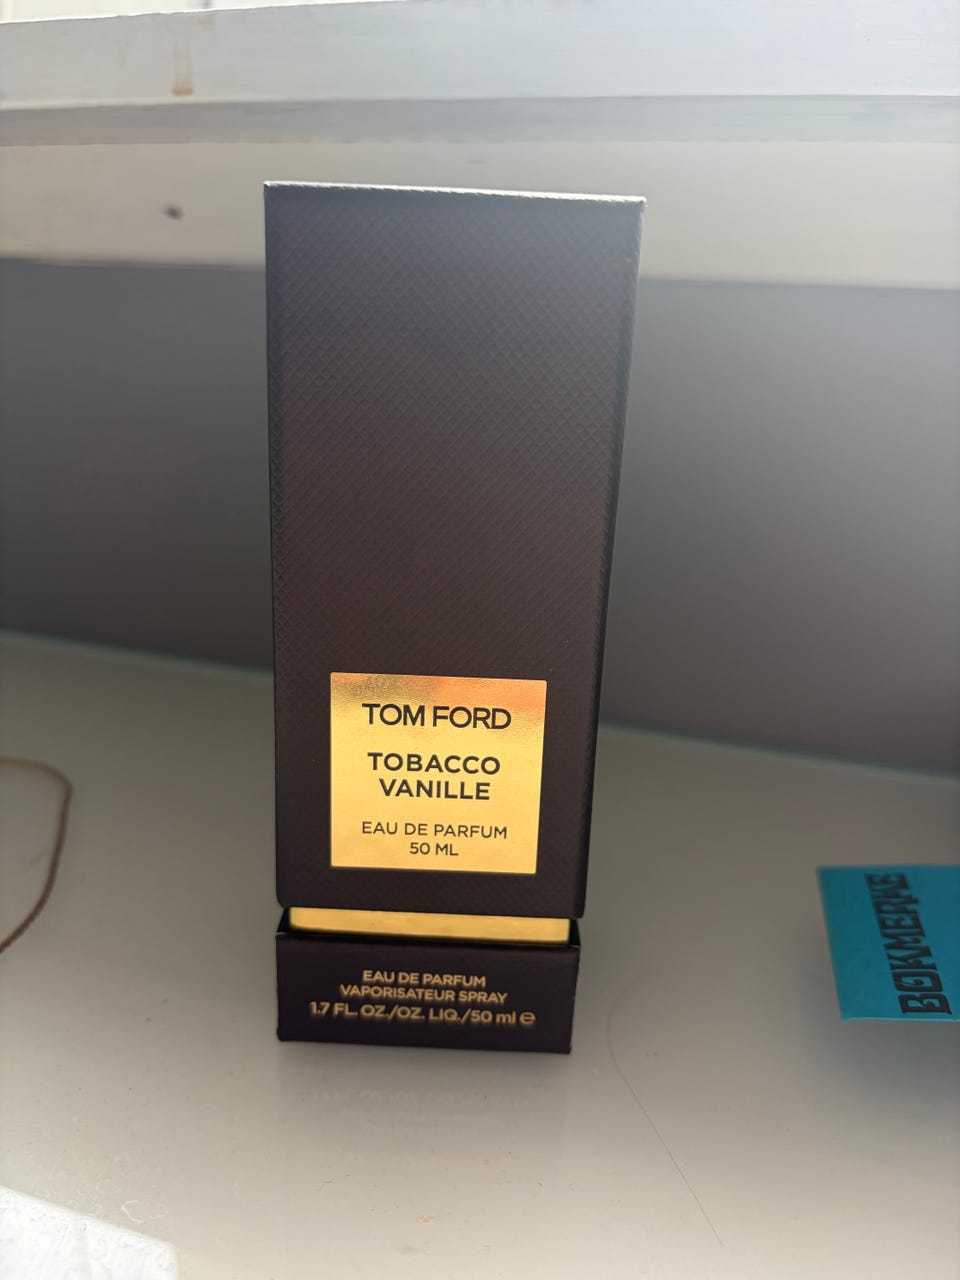 TOM FORD
TOBACCO
VANILLE
EAU DE PARFUM
50 ML
EAU DE PARFUM
VAPORISATEUR SPRAY
1.7 FL. OZ./OZ. LIQ./50 ml ℮
BOKMERKE